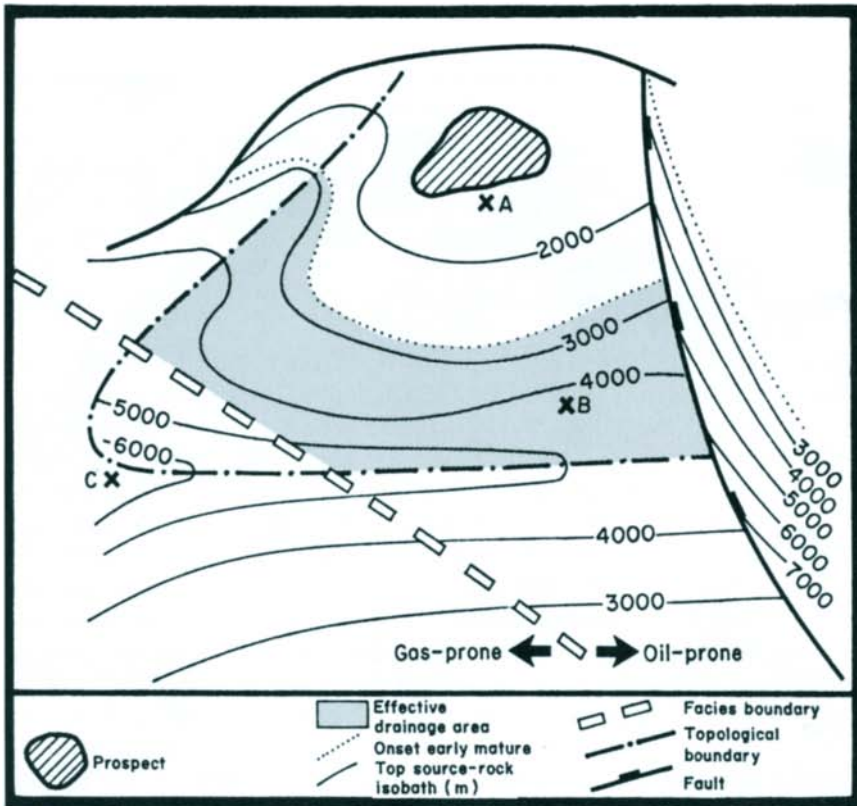 A
2000
3000
4000
B
5000
6000
C
3000
4000
5000
6000
7000
4000
3000
Gas-prone Oil-prone
Prospect
Effective
drainage area
Onset early mature
Top source-rock
isobath (m)
Facies boundary
Topological
boundary
Fault